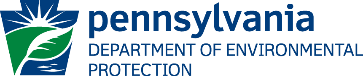 pennsylvania
DEPARTMENT OF ENVIRONMENTAL
PROTECTION